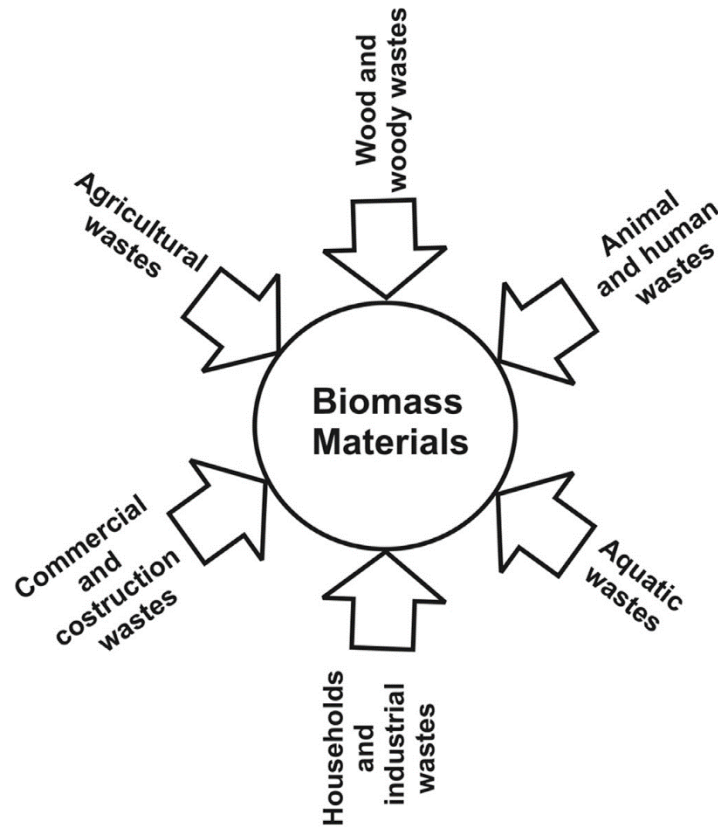 Wood and
woody wastes
Agricultural
wastes
Animal
and human
wastes
Biomass
Materials
Commercial
and
costruction
wastes
Aquatic
wastes
Households
and
industrial
wastes